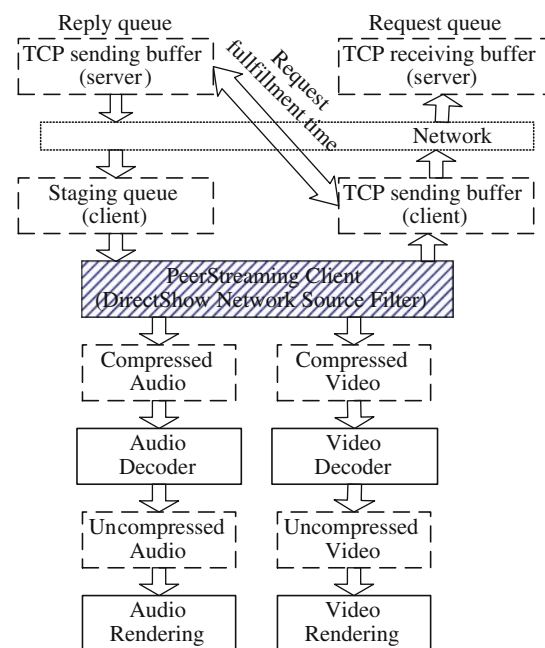 Reply queue
Request queue
TCP sending buffer
(server)
TCP receiving buffer
(server)
Request
fullfillment time
Network
Staging queue
(client)
TCP sending buffer
(client)
PeerStreaming Client
(DirectShow Network Source Filter)
Compressed
Audio
Compressed
Video
Audio
Decoder
Video
Decoder
Uncompressed
Audio
Uncompressed
Video
Audio
Rendering
Video
Rendering